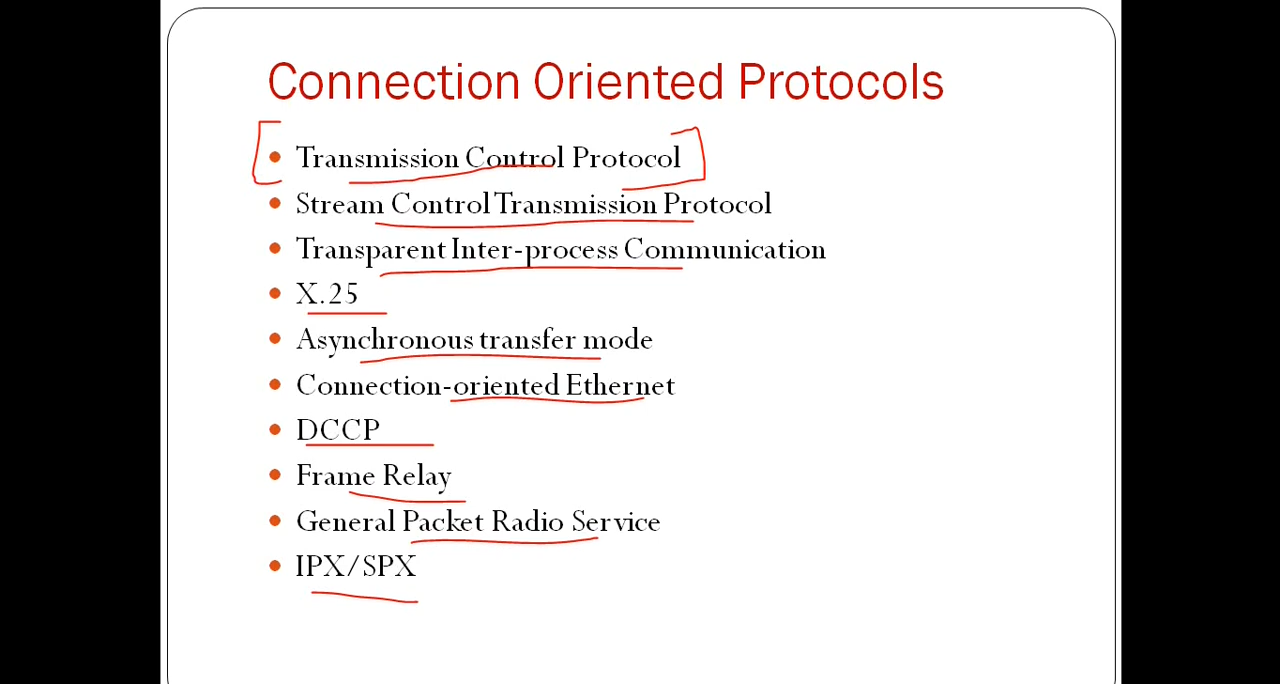 Connection Oriented Protocols
Transmission Control Protocol
Stream Control Transmission Protocol
Transparent Inter-process Communication
X.25
Asynchronous transfer mode
Connection-oriented Ethernet
DCCP
Frame Relay
General Packet Radio Service
IPX/SPX